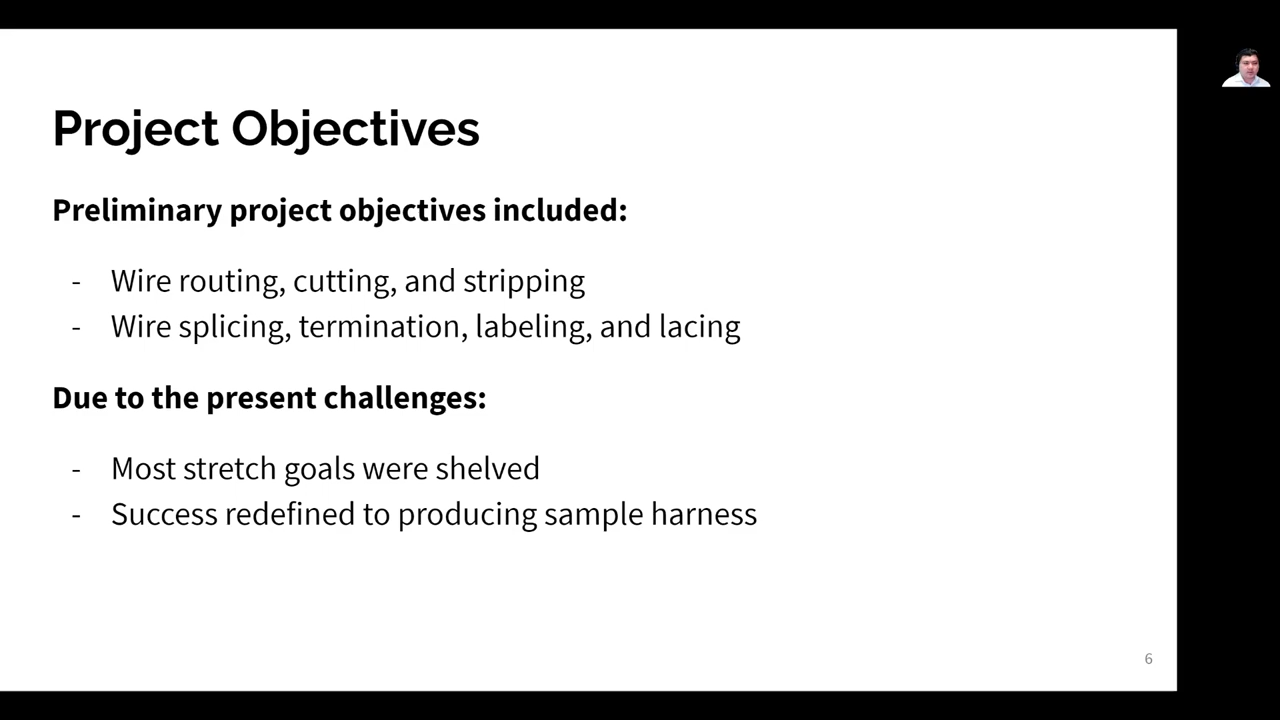 Project Objectives
Preliminary project objectives included:
- Wire routing, cutting, and stripping
- Wire splicing, termination, labeling, and lacing
Due to the present challenges:
- Most stretch goals were shelved
- Success redefined to producing sample harness
6